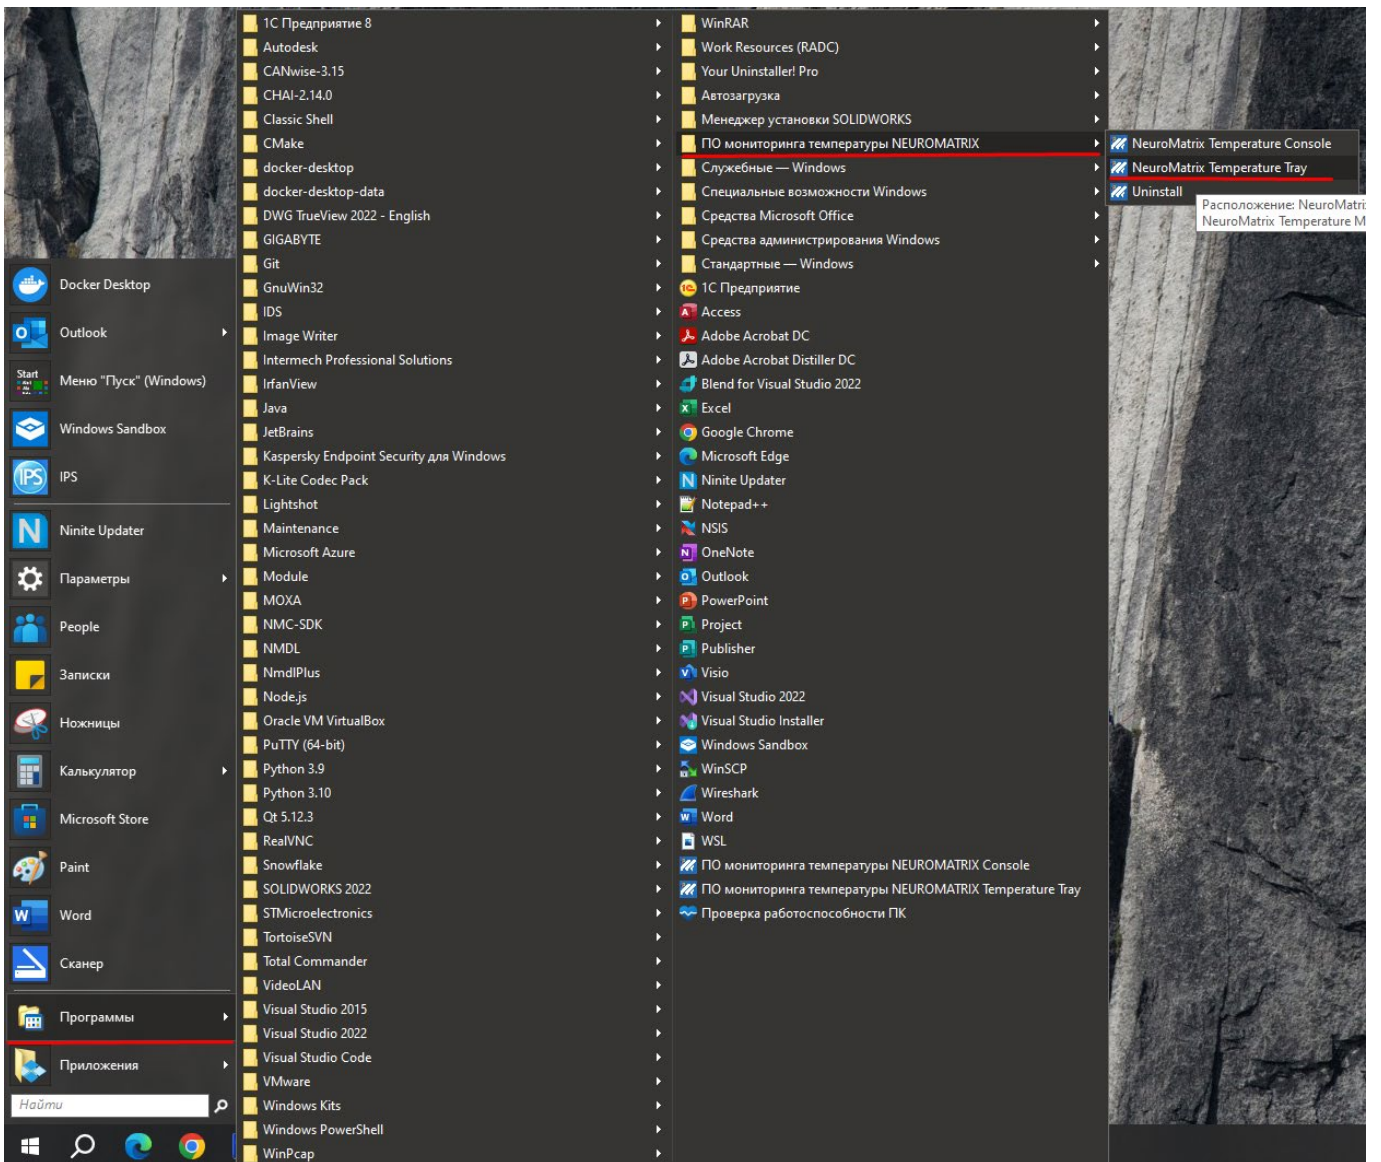 1С Предприятие 8
Autodesk
CANwise-3.15
CHAI-2.14.0
Classic Shell
CMake
docker-desktop
docker-desktop-data
DWG TrueView 2022 - English
GIGABYTE
Git
GnuWin32
IDS
Image Writer
Intermech Professional Solutions
IrfanView
Java
JetBrains
Kaspersky Endpoint Security для Windows
K-Lite Codec Pack
Lightshot
Maintenance
Microsoft Azure
Module
MOXA
NMC-SDK
NMDL
NmdlPlus
Node.js
Oracle VM VirtualBox
PuTTY (64-bit)
Python 3.9
Python 3.10
Qt 5.12.3
RealVNC
Snowflake
SOLIDWORKS 2022
STMicroelectronics
TortoiseSVN
Total Commander
VideoLAN
Visual Studio 2015
Visual Studio 2022
Visual Studio Code
VMware
Windows Kits
Windows PowerShell
WinPcap
WinRAR
Work Resources (RADC)
Your Uninstaller! Pro
Автозагрузка
Менеджер установки SOLIDWORKS
ПО мониторинга температуры NEUROMATRIX
Служебные — Windows
Специальные возможности Windows
Средства Microsoft Office
Средства администрирования Windows
Стандартные — Windows
1С Предприятие
Access
Adobe Acrobat DC
Adobe Acrobat Distiller DC
Blend for Visual Studio 2022
Excel
Google Chrome
Microsoft Edge
Ninite Updater
Notepad++
NSIS
OneNote
Outlook
PowerPoint
Project
Publisher
Visio
Visual Studio 2022
Visual Studio Installer
Windows Sandbox
WinSCP
Wireshark
Word
WSL
ПО мониторинга температуры NEUROMATRIX Console
ПО мониторинга температуры NEUROMATRIX Temperature Tray
Проверка работоспособности ПК
NeuroMatrix Temperature Console
NeuroMatrix Temperature Tray
Uninstall
Расположение: NeuroMatri
NeuroMatrix Temperature M
Docker Desktop
Outlook
Start
Меню "Пуск" (Windows)
Windows Sandbox
IPS
IPS
Ninite Updater
Параметры
People
Записки
Ножницы
Калькулятор
Microsoft Store
Paint
Word
Сканер
Программы
Приложения
Найти